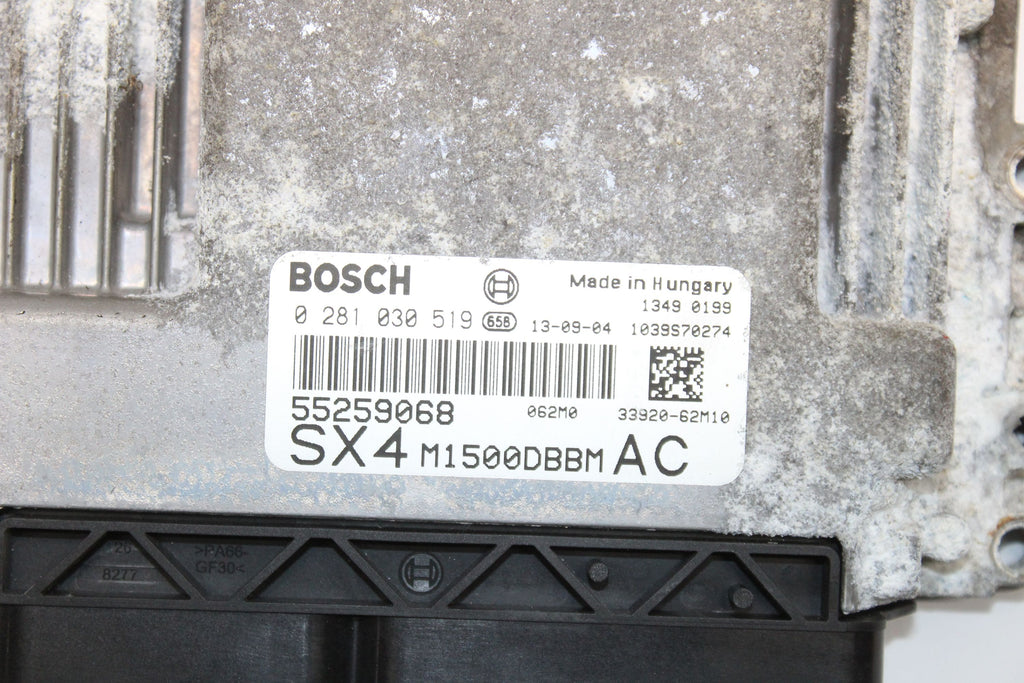 BOSCH
Made in Hungary
1349 0199
0 281 030 519 658 13-09-04 1039S70274
55259068 062M0 33920-62M10
SX4 M1500DBBM AC
>PA66-
8277 GF30<